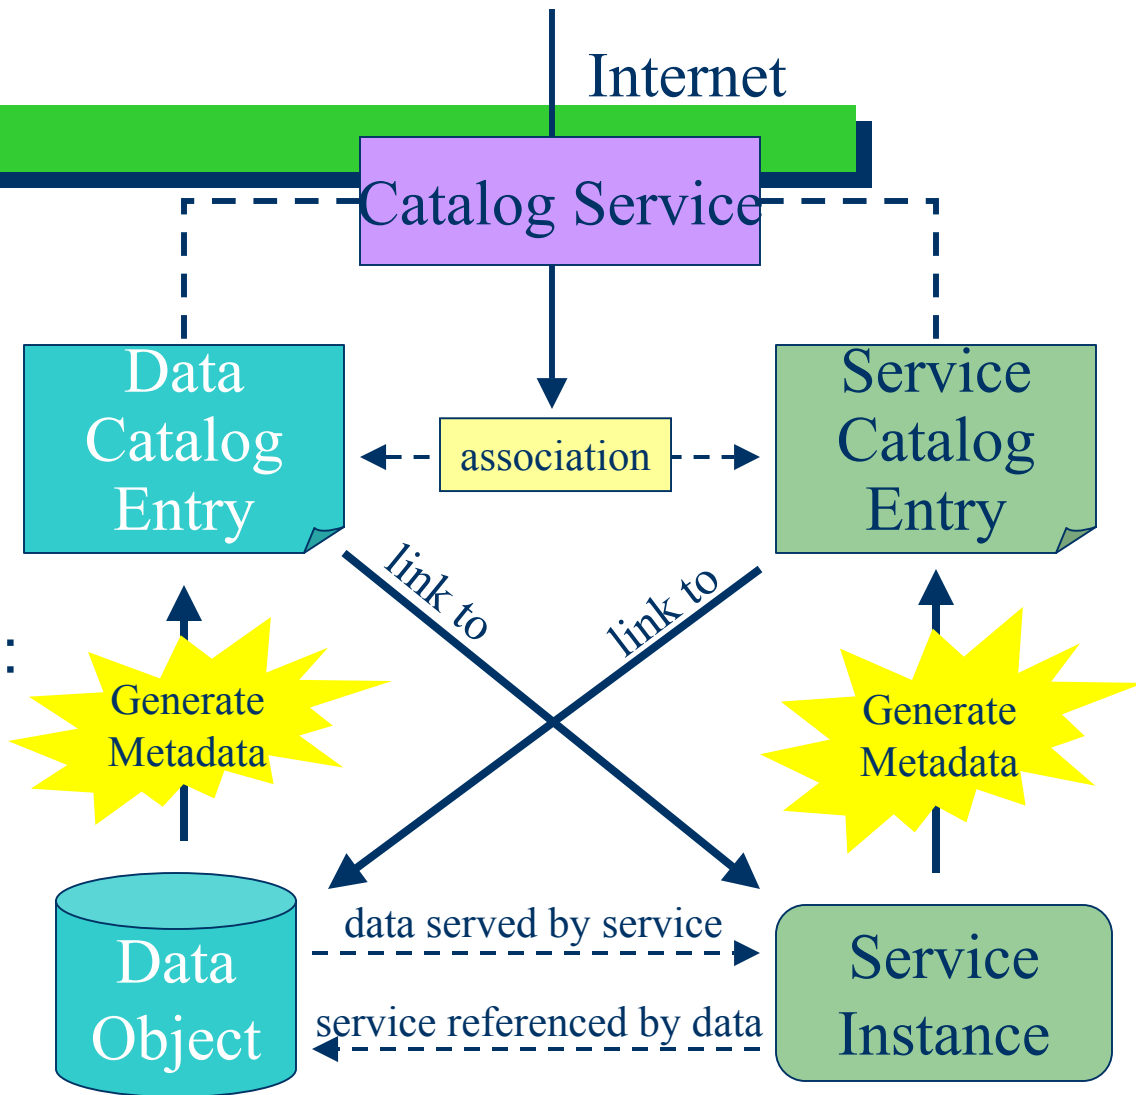 Internet
Catalog Service
Data
Catalog
Entry
association
Service
Catalog
Entry
link to
link to
:
Generate
Metadata
Generate
Metadata
data served by service
Data
Object
service referenced by data
Service
Instance